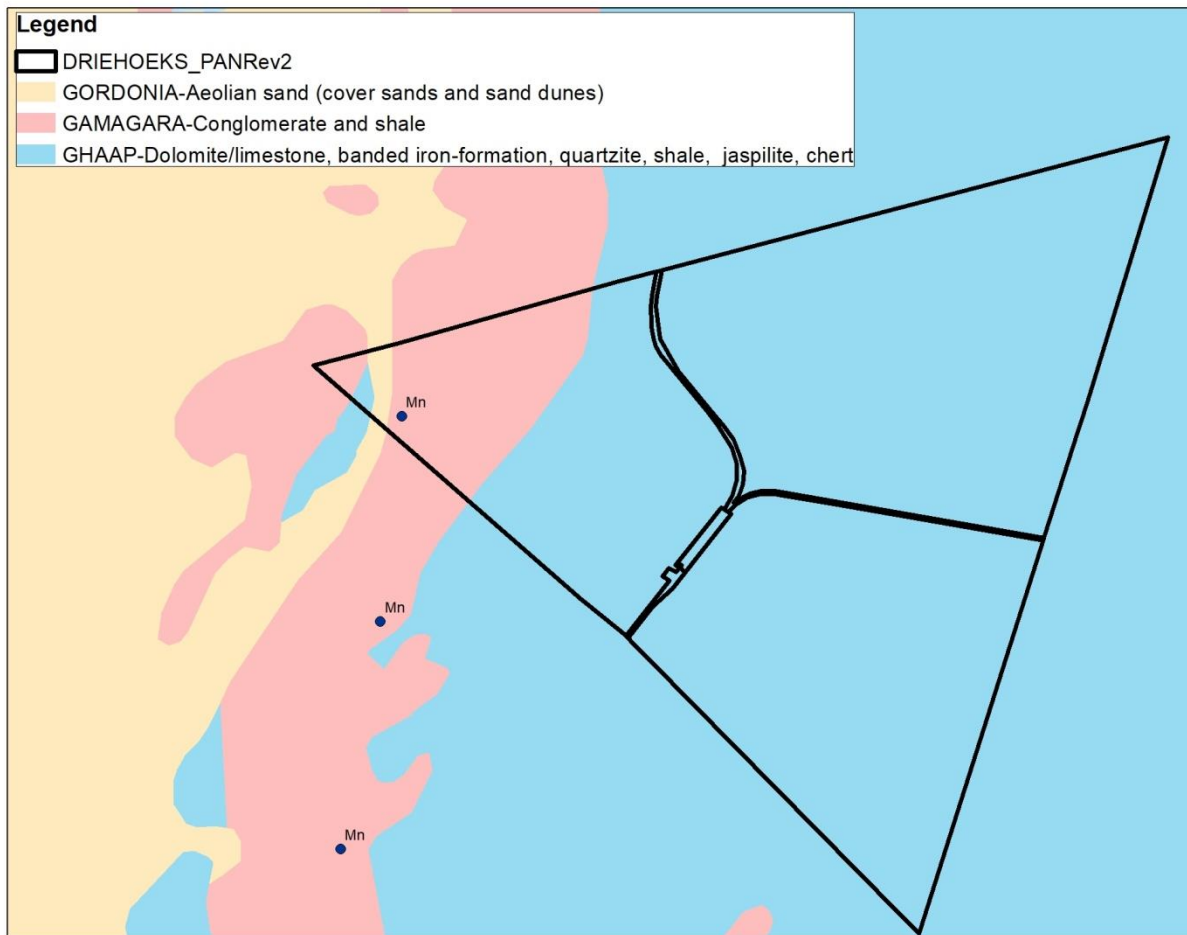 Legend
DRIEHOEKS_PANRev2
GORDONIA-Aeolian sand (cover sands and sand dunes)
GAMAGARA-Conglomerate and shale
GHAAP-Dolomite/limestone, banded iron-formation, quartzite, shale, jaspilite, chert
Mn
Mn
Mn